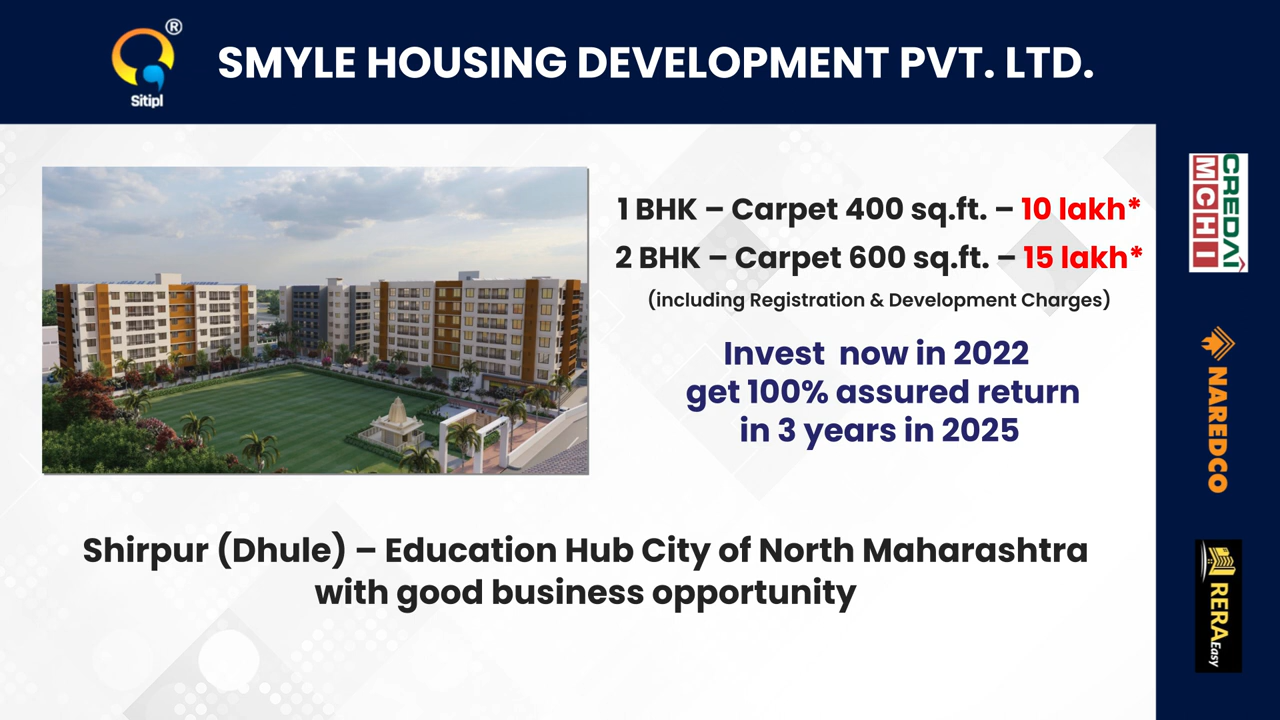 ®
Sitipl
SMYLE HOUSING DEVELOPMENT PVT. LTD.
1 BHK – Carpet 400 sq.ft. – 10 lakh*
2 BHK – Carpet 600 sq.ft. – 15 lakh*
(including Registration & Development Charges)
Invest now in 2022
get 100% assured return
in 3 years in 2025
Shirpur (Dhule) – Education Hub City of North Maharashtra
with good business opportunity
CREDAI
MCHI
NAREDCO
RERA Easy